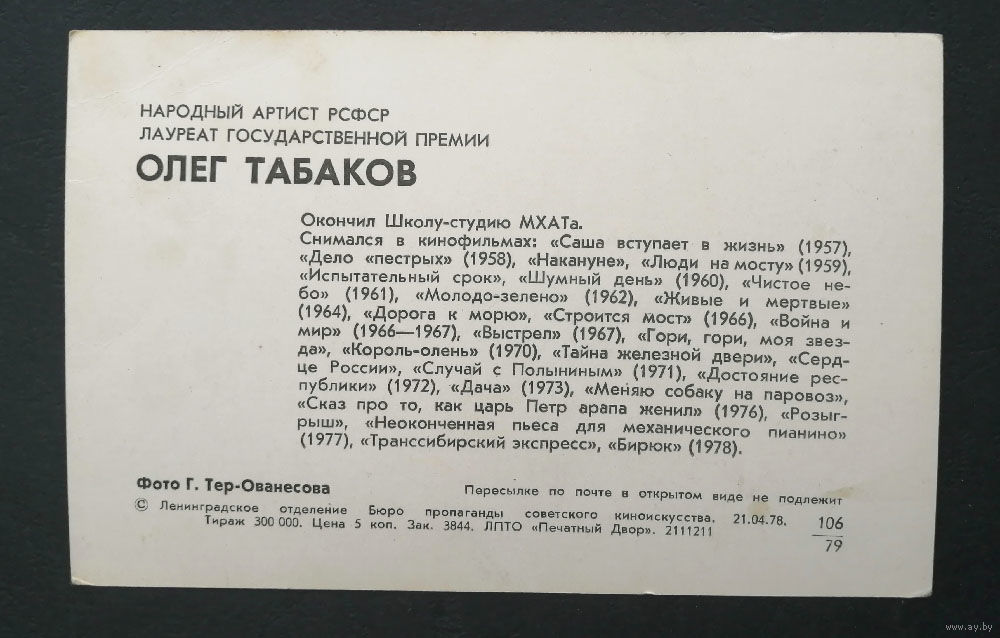 НАРОДНЫЙ АРТИСТ РСФСР
ЛАУРЕАТ ГОСУДАРСТВЕННОЙ ПРЕМИИ
ОЛЕГ ТАБАКОВ
Окончил Школу-студию МХАТа.
Снимался в кинофильмах: «Саша вступает в жизнь» (1957),
«Дело «пестрых» (1958), «Накануне», «Люди на мосту» (1959),
«Испытательный срок», «Шумный день» (1960), «Чистое не-
бо» (1961), «Молодо-зелено» (1962), «Живые и мертвые»
(1964), «Дорога к морю», «Строится мост» (1966), «Война и
мир» (1966—1967), «Выстрел» (1967), «Гори, гори, моя звез-
да», «Король-олень» (1970), «Тайна железной двери», «Серд-
це России», «Случай с Полыниным» (1971), «Достояние рес-
публики» (1972), «Дача» (1973), «Меняю собаку на паровоз»,
«Сказ про то, как царь Петр арапа женил» (1976), «Розыг-
рыш», «Неоконченная пьеса для механического пианино»
(1977), «Транссибирский экспресс», «Бирюк» (1978).
Фото Г. Тер-Ованесова
Пересылке по почте в открытом виде не подлежит
© Ленинградское отделение Бюро пропаганды советского киноискусства. 21.04.78.
Тираж 300 000. Цена 5 коп. Зак. 3844. ЛПТО «Печатный Двор». 2111211
106
79
www.ay.by